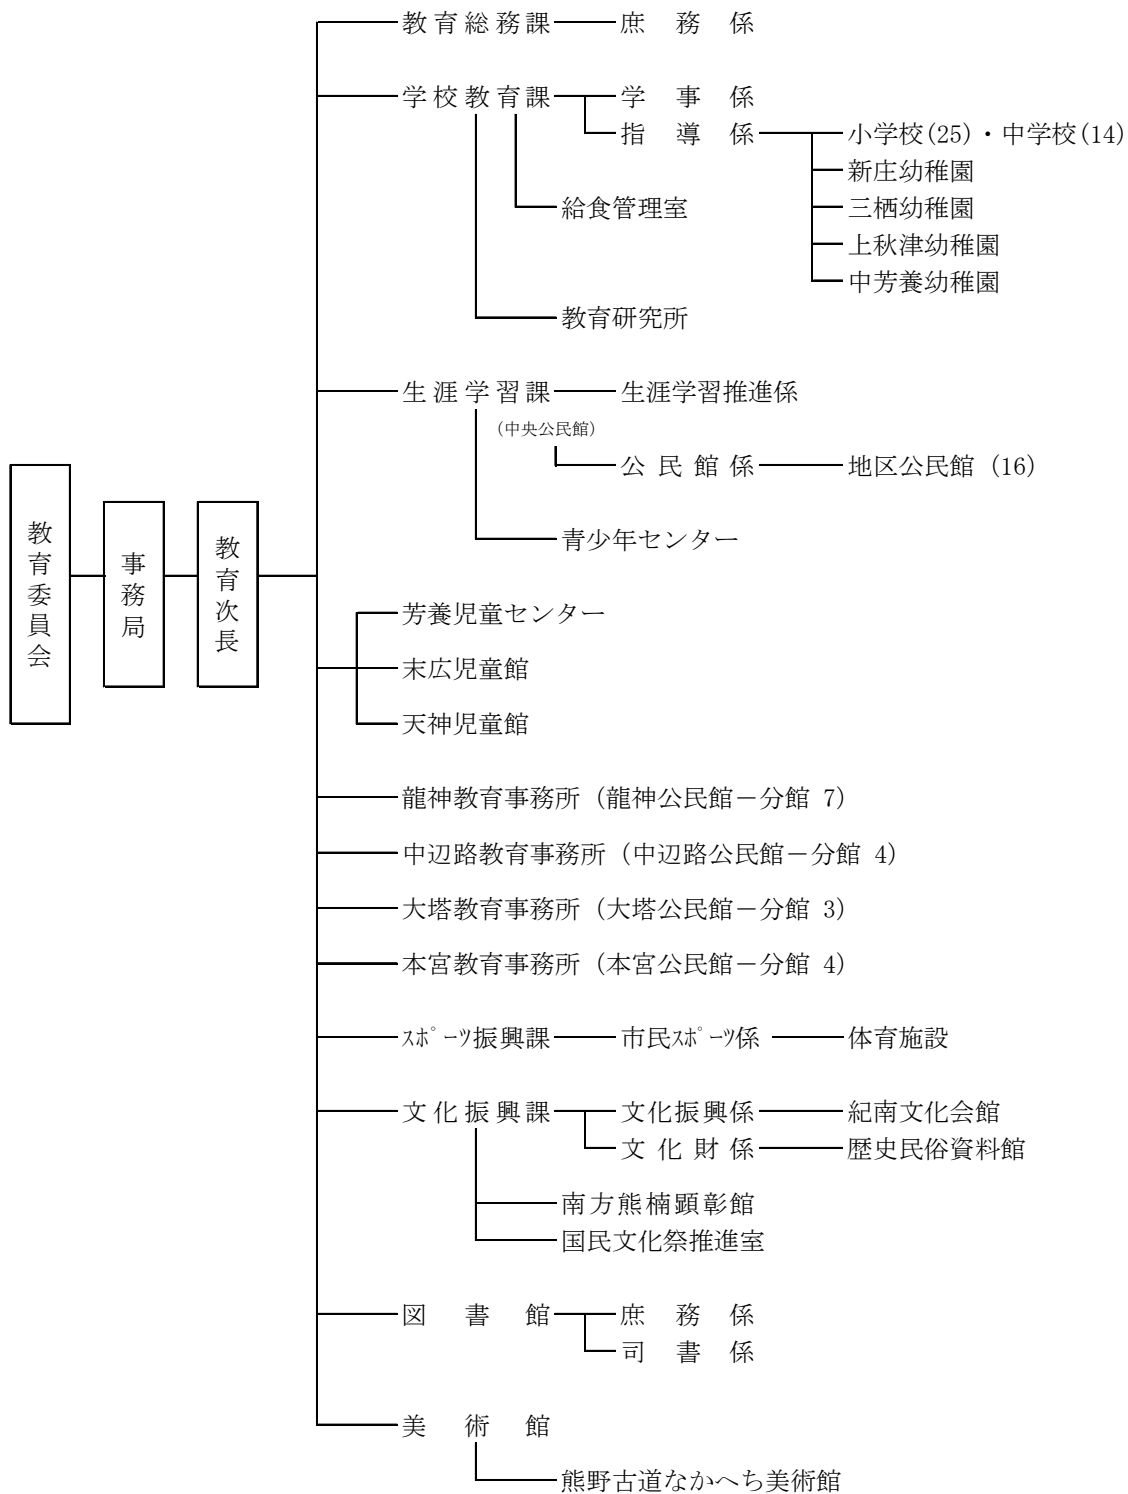 教育総務課 庶務係
学校教育課 学事係
指導係 小学校(25)・中学校(14)
新庄幼稚園
給食管理室 三栖幼稚園
上秋津幼稚園
中芳養幼稚園
教育研究所
生涯学習課 生涯学習推進係
(中央公民館)
公民館係 地区公民館 (16)
青少年センター
教育委員会
事務局
教育次長
芳養児童センター
末広児童館
天神児童館
龍神教育事務所 (龍神公民館－分館 7)
中辺路教育事務所 (中辺路公民館－分館 4)
大塔教育事務所 (大塔公民館－分館 3)
本宮教育事務所 (本宮公民館－分館 4)
ｽﾎﾟｰﾂ振興課 市民ｽﾎﾟｰﾂ係 体育施設
文化振興課 文化振興係 紀南文化会館
文化財係 歴史民俗資料館
南方熊楠顕彰館
国民文化祭推進室
図書館 庶務係
司書係
美術館
熊野古道なかへち美術館